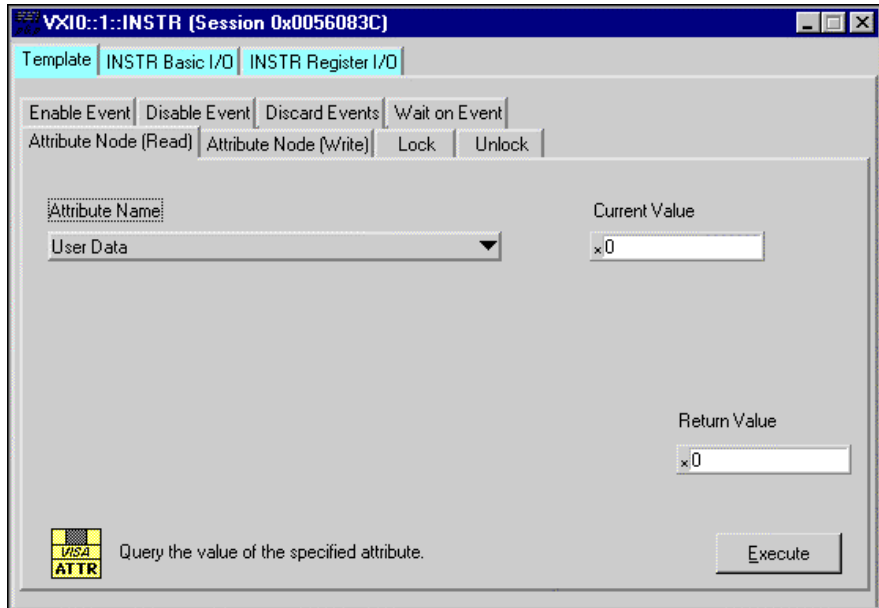 VXI0::1::INSTR (Session 0x0056083C)
Template INSTR Basic I/O INSTR Register I/O
Enable Event Disable Event Discard Events Wait on Event
Attribute Node (Read) Attribute Node (Write) Lock Unlock
Attribute Name Current Value
User Data x0
Return Value
x0
VISA
ATTR
Query the value of the specified attribute.
Execute